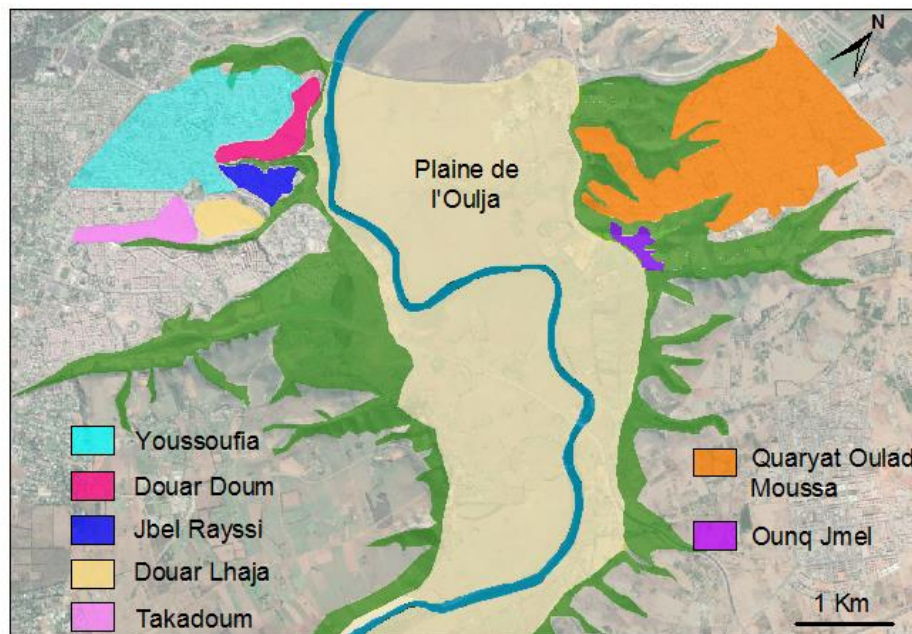 N
Plaine de
l'Oulja
Youssoufia
Douar Doum
Jbel Rayssi
Douar Lhaja
Takadoum
Quaryat Oulad
Moussa
Ounq Jmel
1 Km